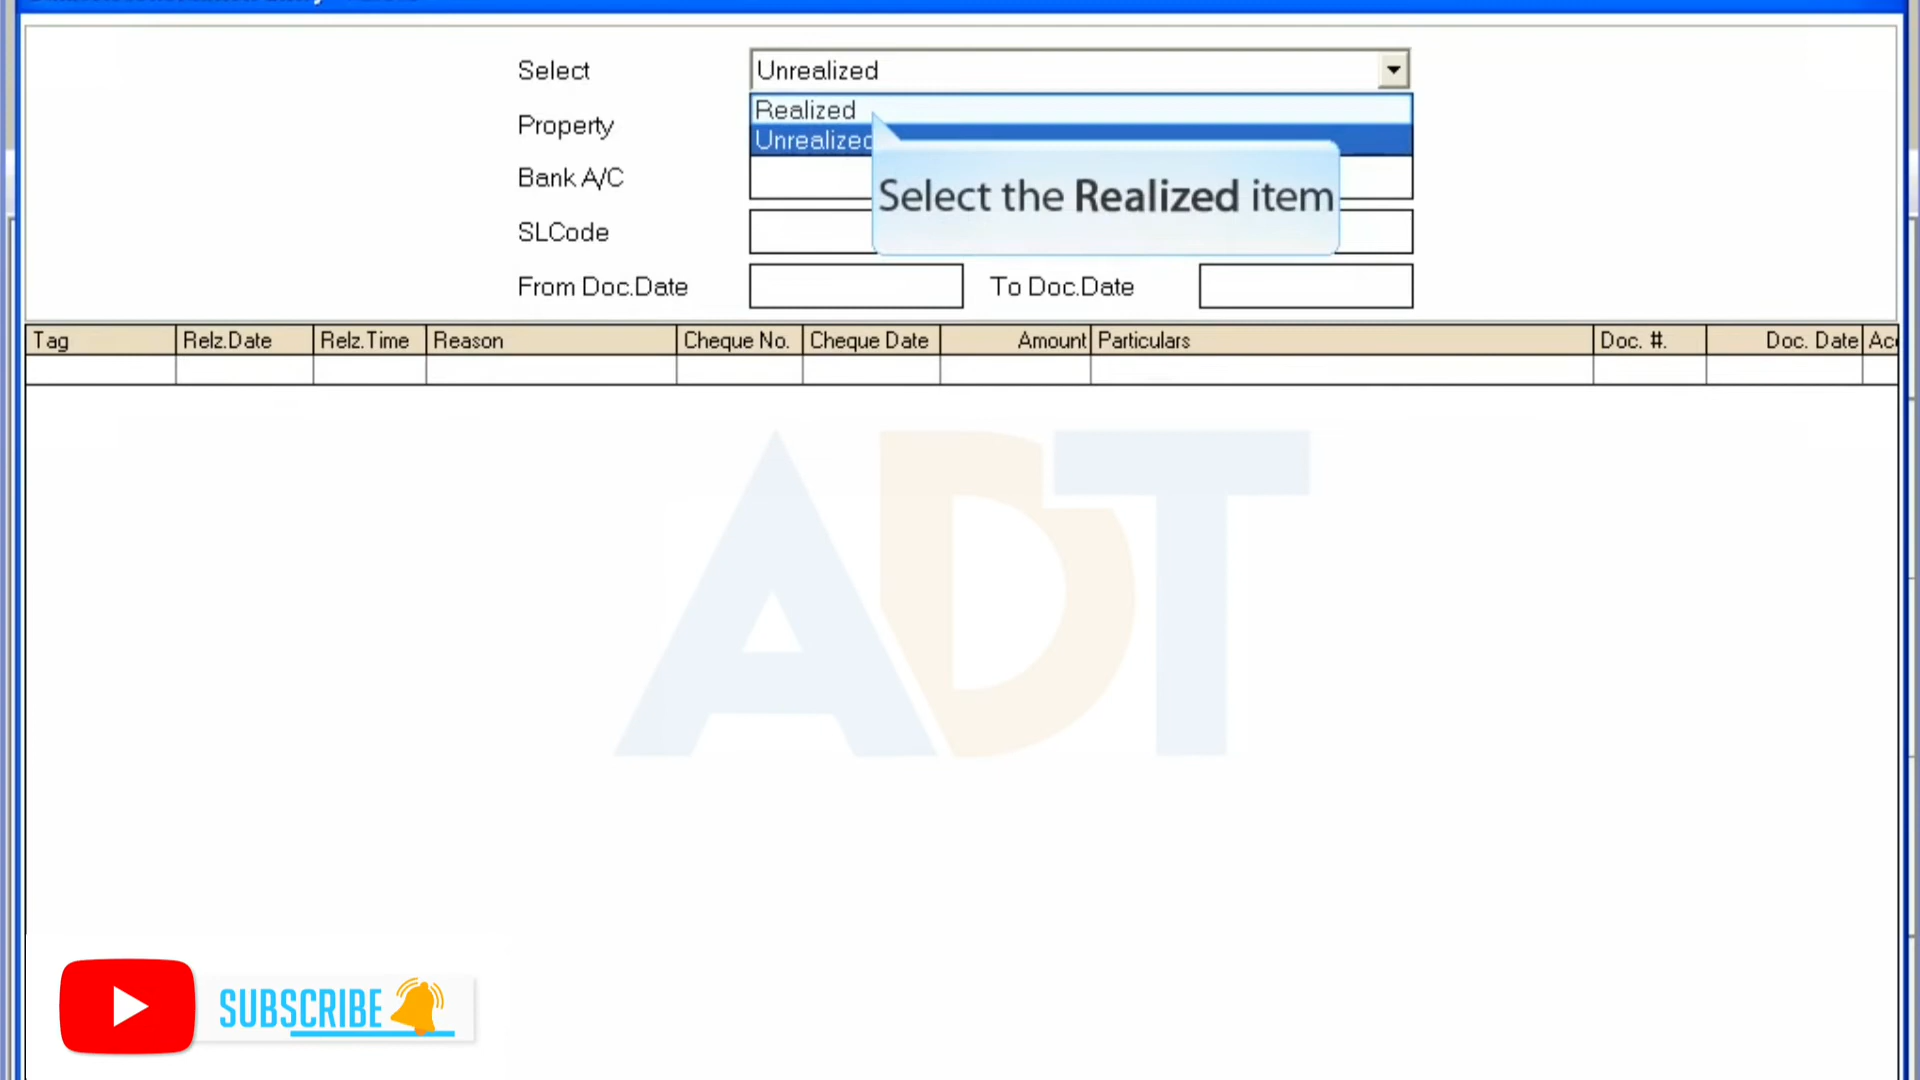 Select
Unrealized
Realized
Property
Unrealized
Bank A/C
Select the Realized item
SLCode
From Doc.Date
To Doc.Date
Tag Relz.Date Relz.Time Reason Cheque No. Cheque Date Amount Particulars Doc. #. Doc. Date
ADT
SUBSCRIBE